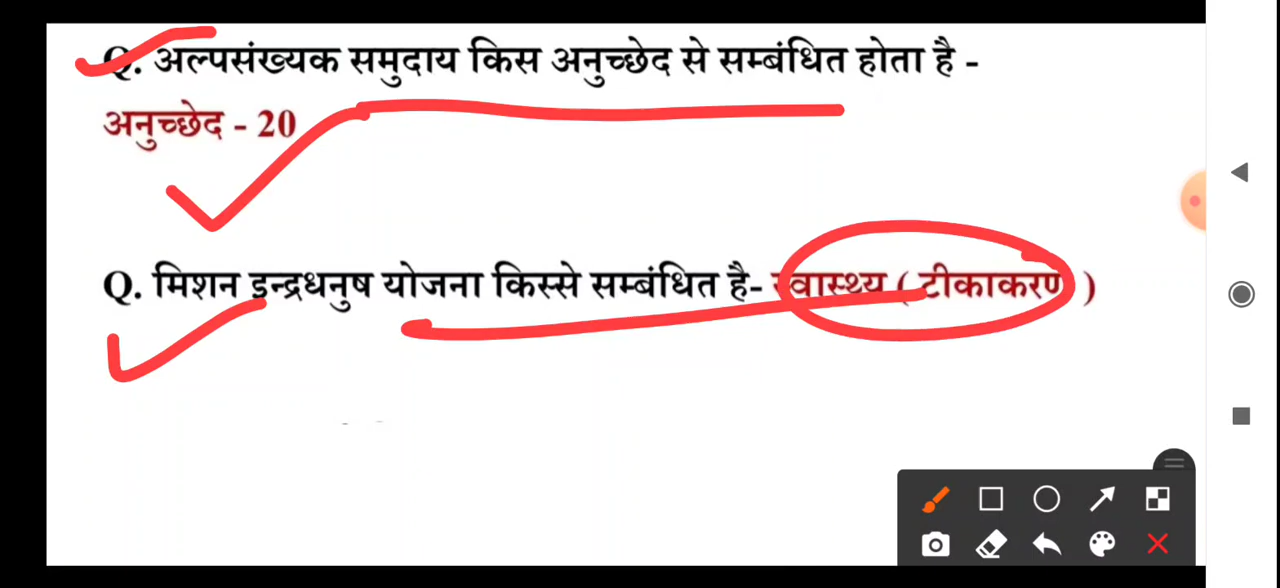 Q. अल्पसंख्यक समुदाय किस अनुच्छेद से सम्बंधित होता है -
अनुच्छेद - 20
Q. मिशन इन्द्रधनुष योजना किस्से सम्बंधित है- स्वास्थ्य ( टीकाकरण )